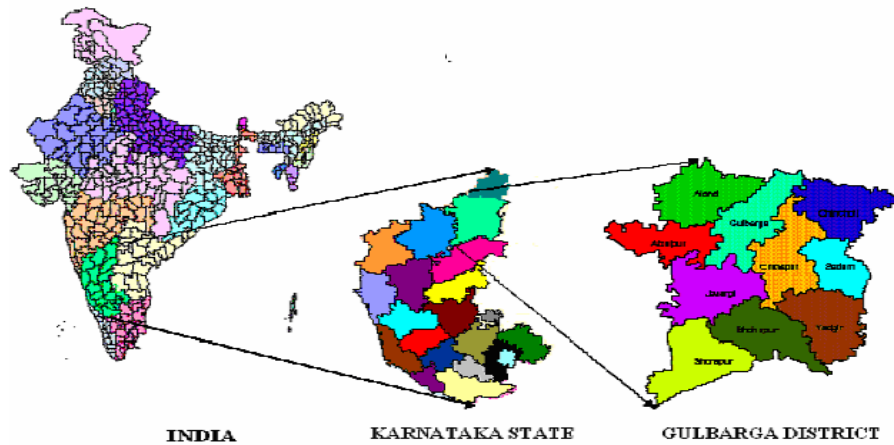 Aland
Chincholi
Gulbarga
Afzalpur
Chitapur
Sedam
Jewargi
Shahapur
Yadgir
Shorapur
INDIA
KARNATAKA STATE
GULBARGA DISTRICT